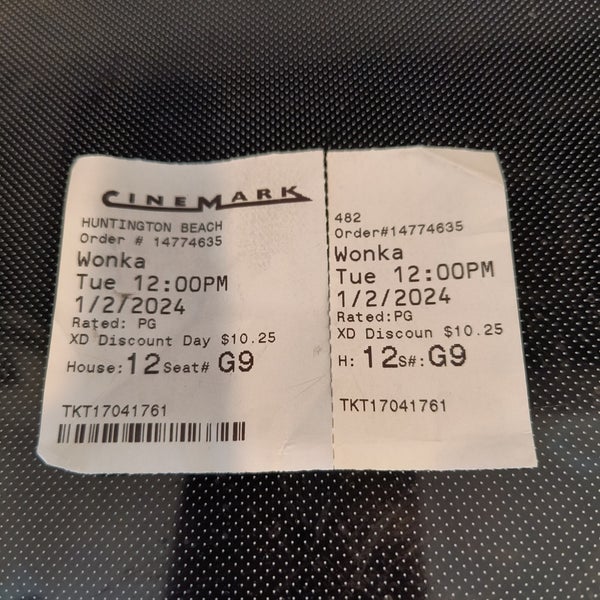 CINEMARK
HUNTINGTON BEACH
Order # 14774635
Wonka
Tue 12:00PM
1/2/2024
Rated: PG
XD Discount Day $10.25
House: 12 Seat# G9
TKT17041761
482
Order#14774635
Wonka
Tue 12:00PM
1/2/2024
Rated:PG
XD Discoun $10.25
H: 12 S#: G9
TKT17041761